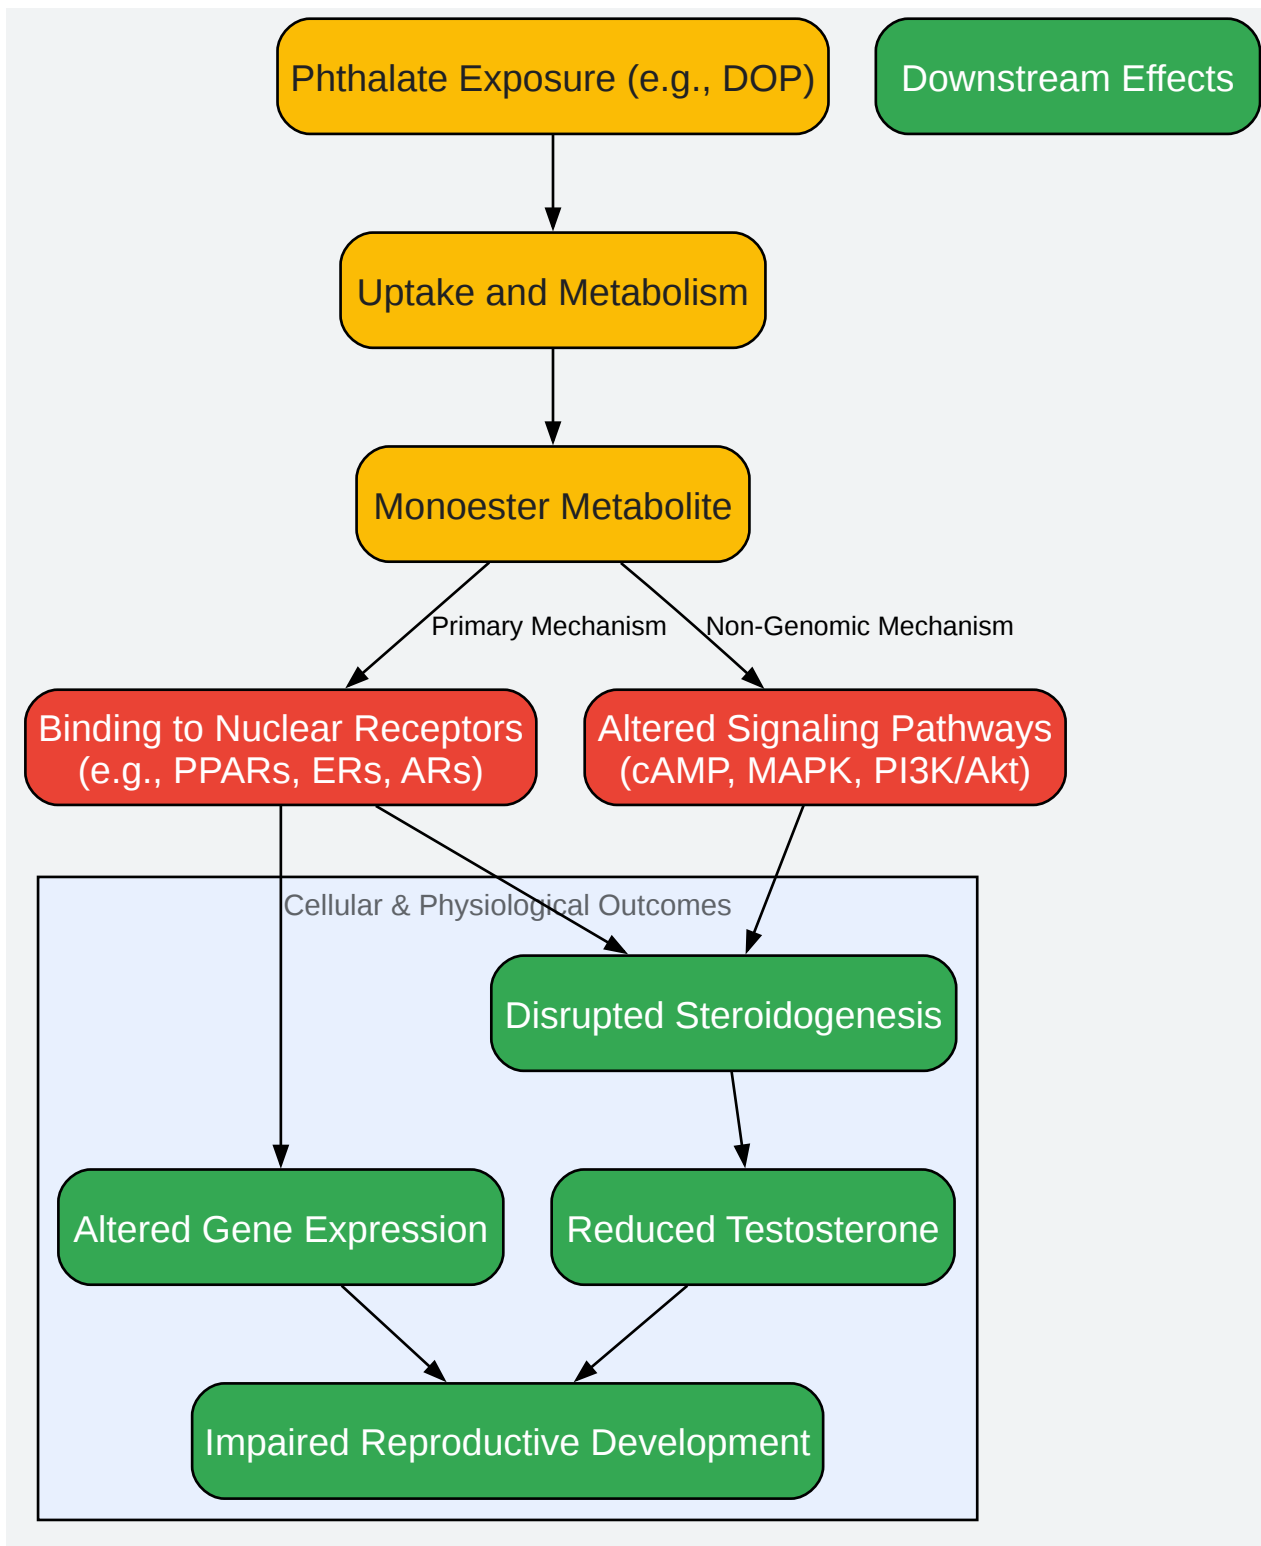 Phthalate Exposure (e.g., DOP)
Downstream Effects
Uptake and Metabolism
Monoester Metabolite
Primary Mechanism
Non-Genomic Mechanism
Binding to Nuclear Receptors
(e.g., PPARs, ERs, ARs)
Altered Signaling Pathways
(cAMP, MAPK, PI3K/Akt)
Cellular & Physiological Outcomes
Disrupted Steroidogenesis
Altered Gene Expression
Reduced Testosterone
Impaired Reproductive Development